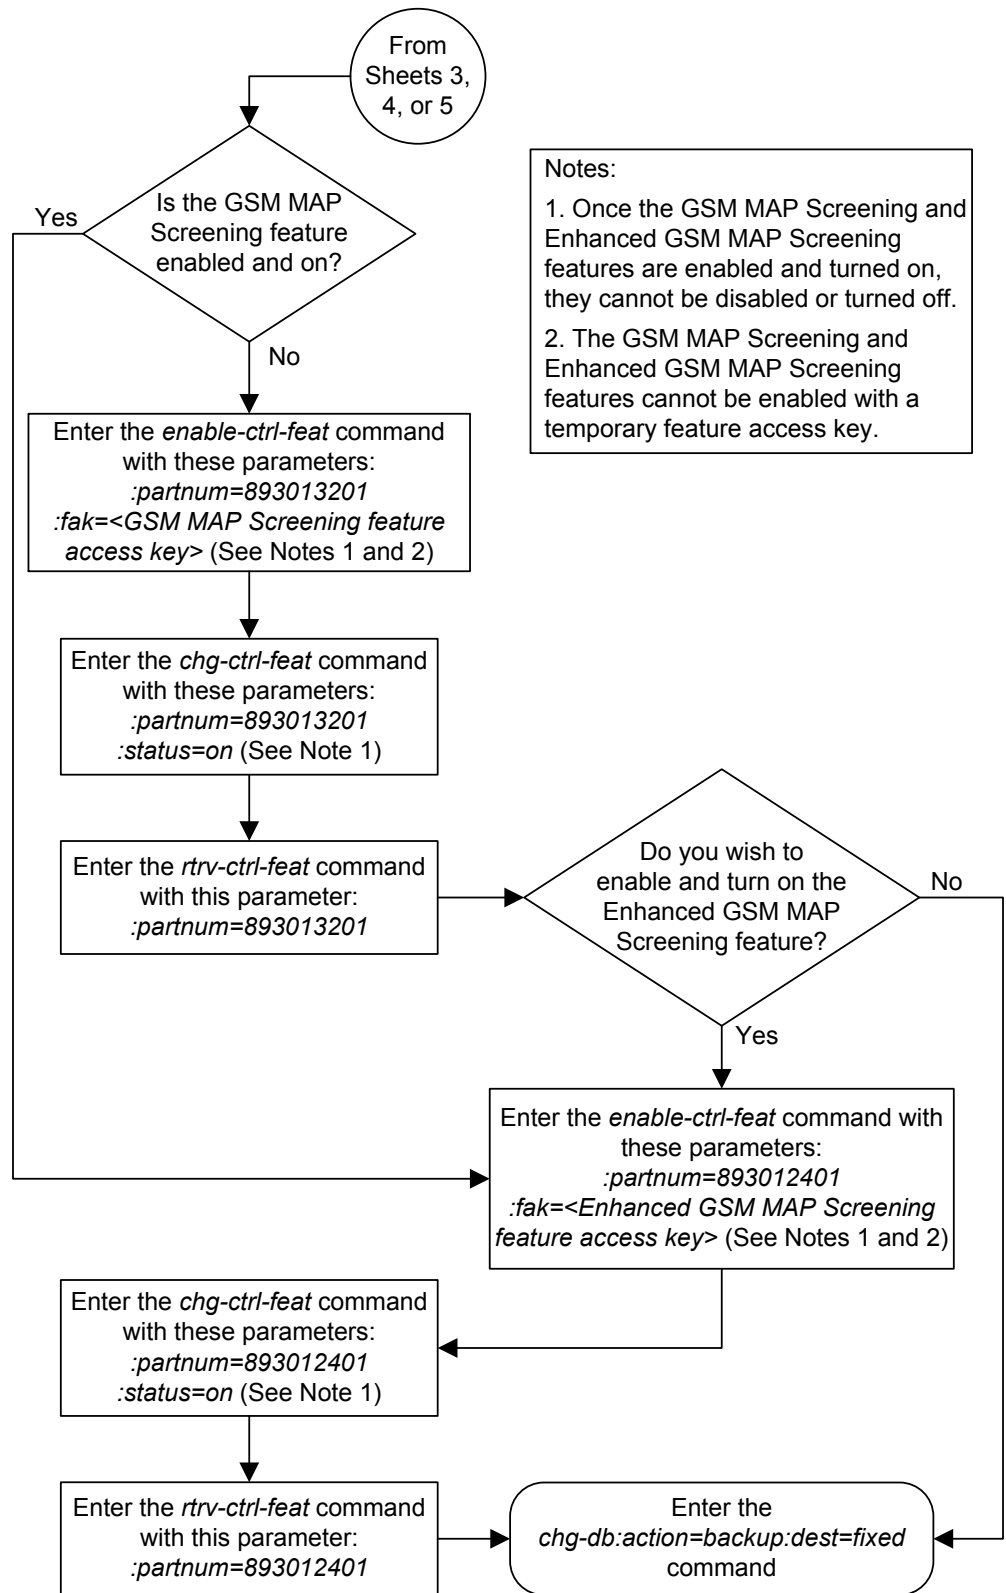 From
Sheets 3,
4, or 5
Is the GSM MAP
Screening feature
enabled and on?
Yes
No
Notes:
1. Once the GSM MAP Screening and
Enhanced GSM MAP Screening
features are enabled and turned on,
they cannot be disabled or turned off.
2. The GSM MAP Screening and
Enhanced GSM MAP Screening
features cannot be enabled with a
temporary feature access key.
Enter the enable-ctrl-feat command
with these parameters:
:partnum=893013201
:fak=<GSM MAP Screening feature
access key> (See Notes 1 and 2)
Enter the chg-ctrl-feat command
with these parameters:
:partnum=893013201
:status=on (See Note 1)
Enter the rtrv-ctrl-feat command
with this parameter:
:partnum=893013201
Do you wish to
enable and turn on the
Enhanced GSM MAP
Screening feature?
No
Yes
Enter the enable-ctrl-feat command with
these parameters:
:partnum=893012401
:fak=<Enhanced GSM MAP Screening
feature access key> (See Notes 1 and 2)
Enter the chg-ctrl-feat command
with these parameters:
:partnum=893012401
:status=on (See Note 1)
Enter the rtrv-ctrl-feat command
with this parameter:
:partnum=893012401
Enter the
chg-db:action=backup:dest=fixed
command